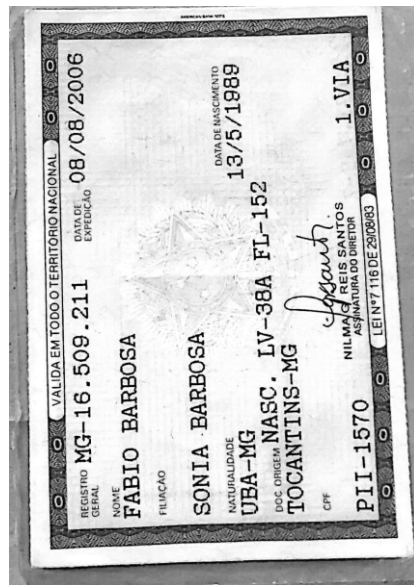 VALIDA EM TODO O TERRITÓRIO NACIONAL
REGISTRO GERAL MG-16.509.211 DATA DE EXPEDIÇÃO 08/08/2006
NOME
FABIO BARBOSA
FILIAÇÃO
SONIA BARBOSA
NATURALIDADE DATA DE NASCIMENTO
UBA-MG 13/5/1989
DOC ORIGEM NASC. LV-38A FL-152
TOCANTINS-MG
CPF
NILMA G. REIS SANTOS
PII-1570 ASSINATURA DO DIRETOR 1.VIA
LEI Nº 7 116 DE 29/08/83